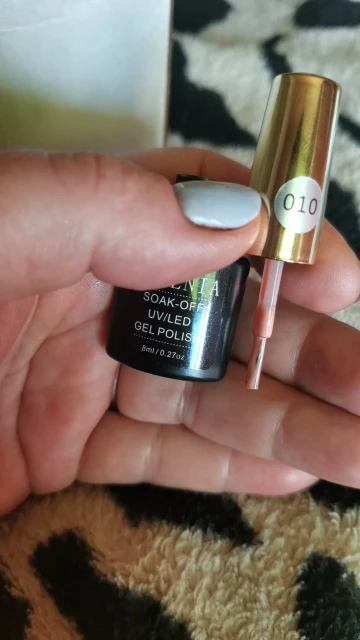 010
SOAK-OFF
UV/LED
GEL POLIS
8ml / 0.27oz